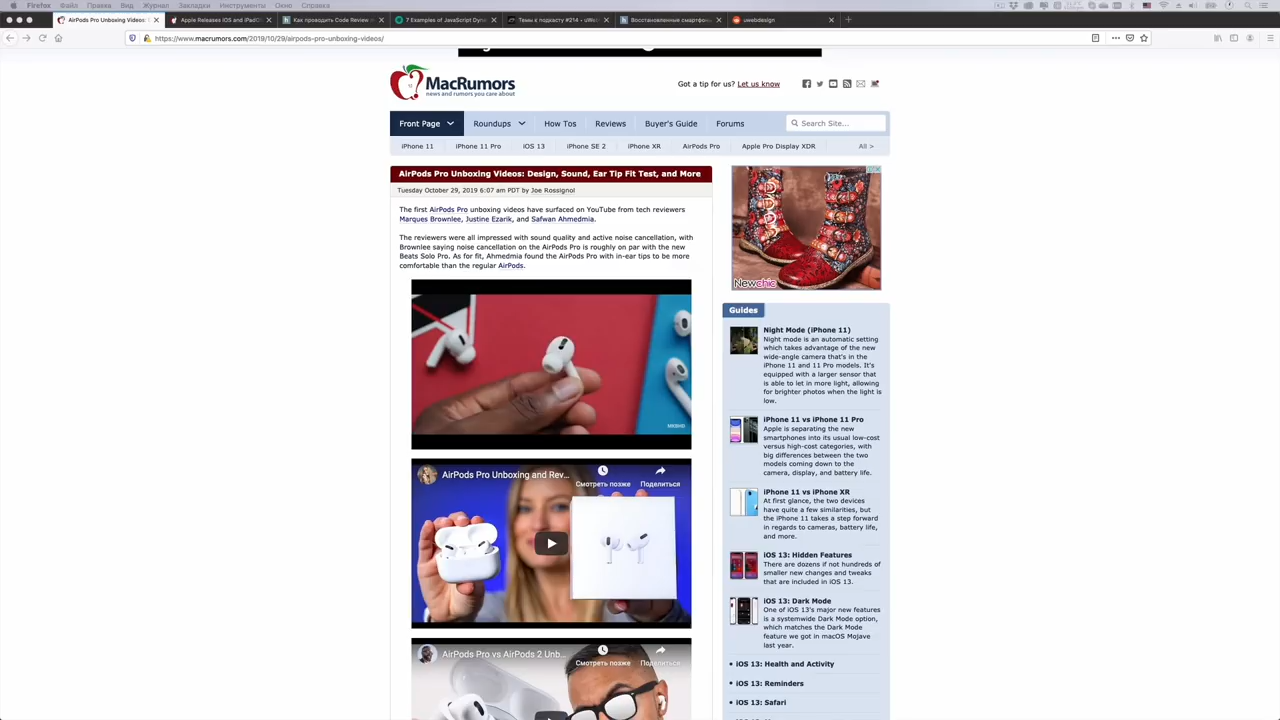 Firefox Файл Правка Вид Журнал Закладки Инструменты Окно Справка
AirPods Pro Unboxing Videos:
Apple Releases iOS and iPadOS
Как проводить Code Review
7 Examples of JavaScript Dyn
Темы к подкасту #214 – uWeb
Восстановленные смартфоны
uwebdesign
https://www.macrumors.com/2019/10/29/airpods-pro-unboxing-videos/
MacRumors
news and rumors you care about
Got a tip for us? Let us know
Front Page Roundups How Tos Reviews Buyer's Guide Forums Search Site...
iPhone 11 iPhone 11 Pro iOS 13 iPhone SE 2 iPhone XR AirPods Pro Apple Pro Display XDR All >
AirPods Pro Unboxing Videos: Design, Sound, Ear Tip Fit Test, and More
Tuesday October 29, 2019 6:07 am PDT by Joe Rossignol
The first AirPods Pro unboxing videos have surfaced on YouTube from tech reviewers
Marques Brownlee, Justine Ezarik, and Safwan Ahmedmia.
The reviewers were all impressed with sound quality and active noise cancellation, with
Brownlee saying noise cancellation on the AirPods Pro is roughly on par with the new
Beats Solo Pro. As for fit, Ahmedmia found the AirPods Pro with in-ear tips to be more
comfortable than the regular AirPods.
MKBHD
AirPods Pro Unboxing and Rev...
Смотреть позже Поделиться
AirPods Pro vs AirPods 2 Unb...
Смотреть позже Поделиться
Newchic
Guides
Night Mode (iPhone 11)
Night mode is an automatic setting
which takes advantage of the new
wide-angle camera that's in the
iPhone 11 and 11 Pro models. It's
equipped with a larger sensor that
is able to let in more light, allowing
for brighter photos when the light is
low.
iPhone 11 vs iPhone 11 Pro
Apple is separating the new
smartphones into its usual low-cost
versus high-cost categories, with
big differences between the two
models coming down to the
camera, display, and battery life.
iPhone 11 vs iPhone XR
At first glance, the two devices
have quite a few similarities, but
the iPhone 11 takes a step forward
in regards to cameras, battery life,
and more.
iOS 13: Hidden Features
There are dozens if not hundreds of
smaller new changes and tweaks
that are included in iOS 13.
iOS 13: Dark Mode
One of iOS 13's major new features
is a systemwide Dark Mode option,
which matches the Dark Mode
feature we got in macOS Mojave
last year.
• iOS 13: Health and Activity
• iOS 13: Reminders
• iOS 13: Safari